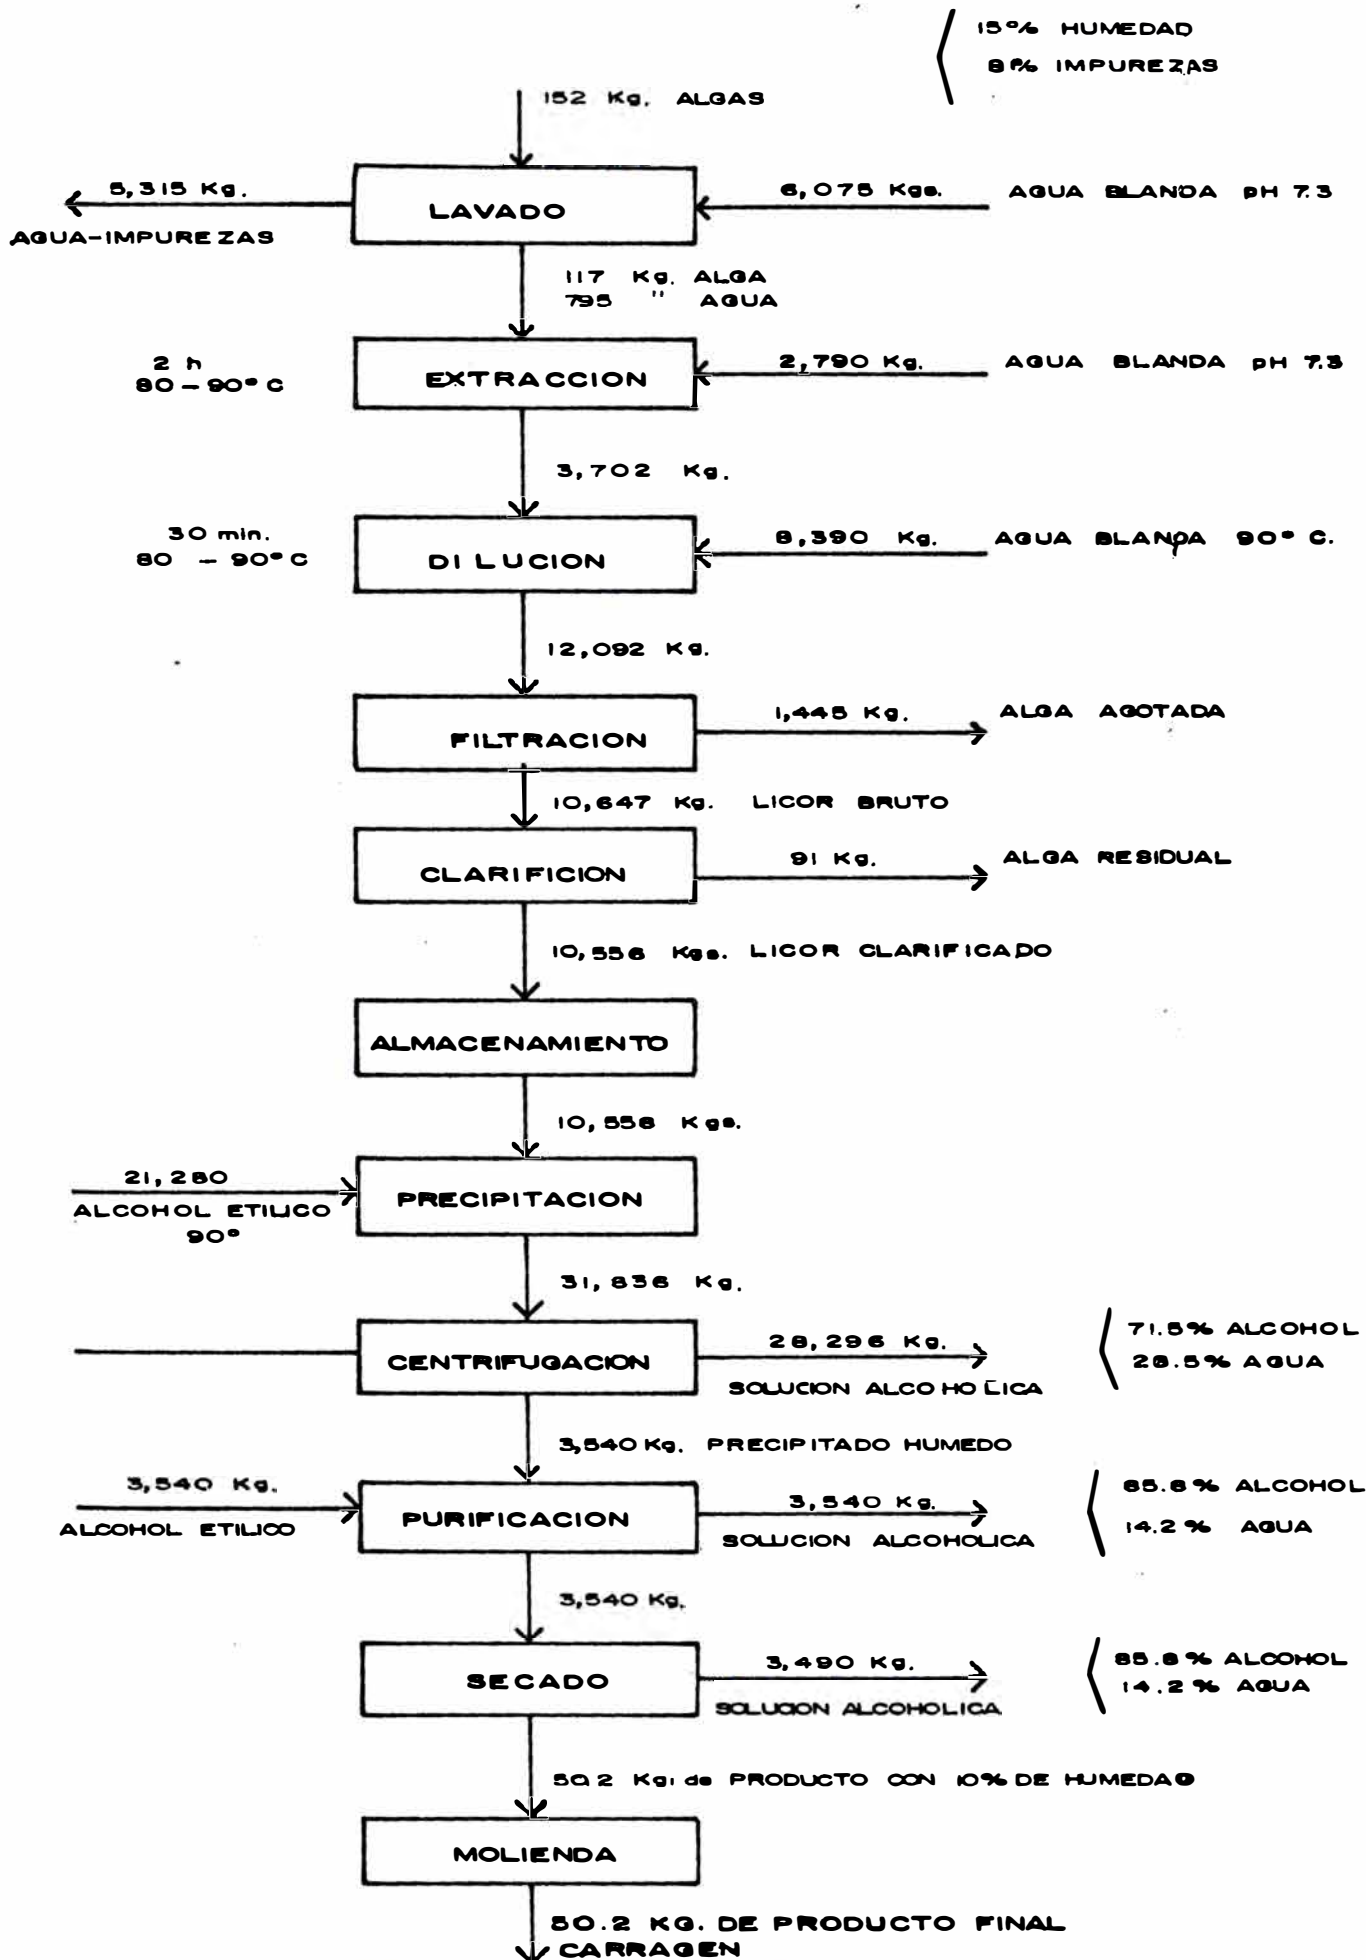 15% HUMEDAD
8% IMPUREZAS
152 Kg. ALGAS
5,315 Kg.
AGUA-IMPUREZAS
LAVADO
6,075 Kgs.
AGUA BLANDA pH 7.3
117 Kg. ALGA
795 " AGUA
2 h
80 - 90° C
EXTRACCION
2,790 Kg.
AGUA BLANDA pH 7.3
3,702 Kg.
30 min.
80 - 90° C
DILUCION
8,390 Kg.
AGUA BLANDA 90° C.
12,092 Kg.
FILTRACION
1,445 Kg.
ALGA AGOTADA
10,647 Kg. LICOR BRUTO
CLARIFICION
91 Kg.
ALGA RESIDUAL
10,556 Kgs. LICOR CLARIFICADO
ALMACENAMIENTO
10,556 Kgs.
21,280
ALCOHOL ETILICO
90°
PRECIPITACION
31,836 Kg.
CENTRIFUGACION
28,296 Kg.
SOLUCION ALCOHOLICA
71.5% ALCOHOL
28.5% AGUA
3,540 Kg. PRECIPITADO HUMEDO
3,540 Kg.
ALCOHOL ETILICO
PURIFICACION
3,540 Kg.
SOLUCION ALCOHOLICA
85.8% ALCOHOL
14.2% AGUA
3,540 Kg.
SECADO
3,490 Kg.
SOLUCION ALCOHOLICA
85.8% ALCOHOL
14.2% AGUA
50.2 Kg. de PRODUCTO CON 10% DE HUMEDAD
MOLIENDA
50.2 KG. DE PRODUCTO FINAL
CARRAGEN